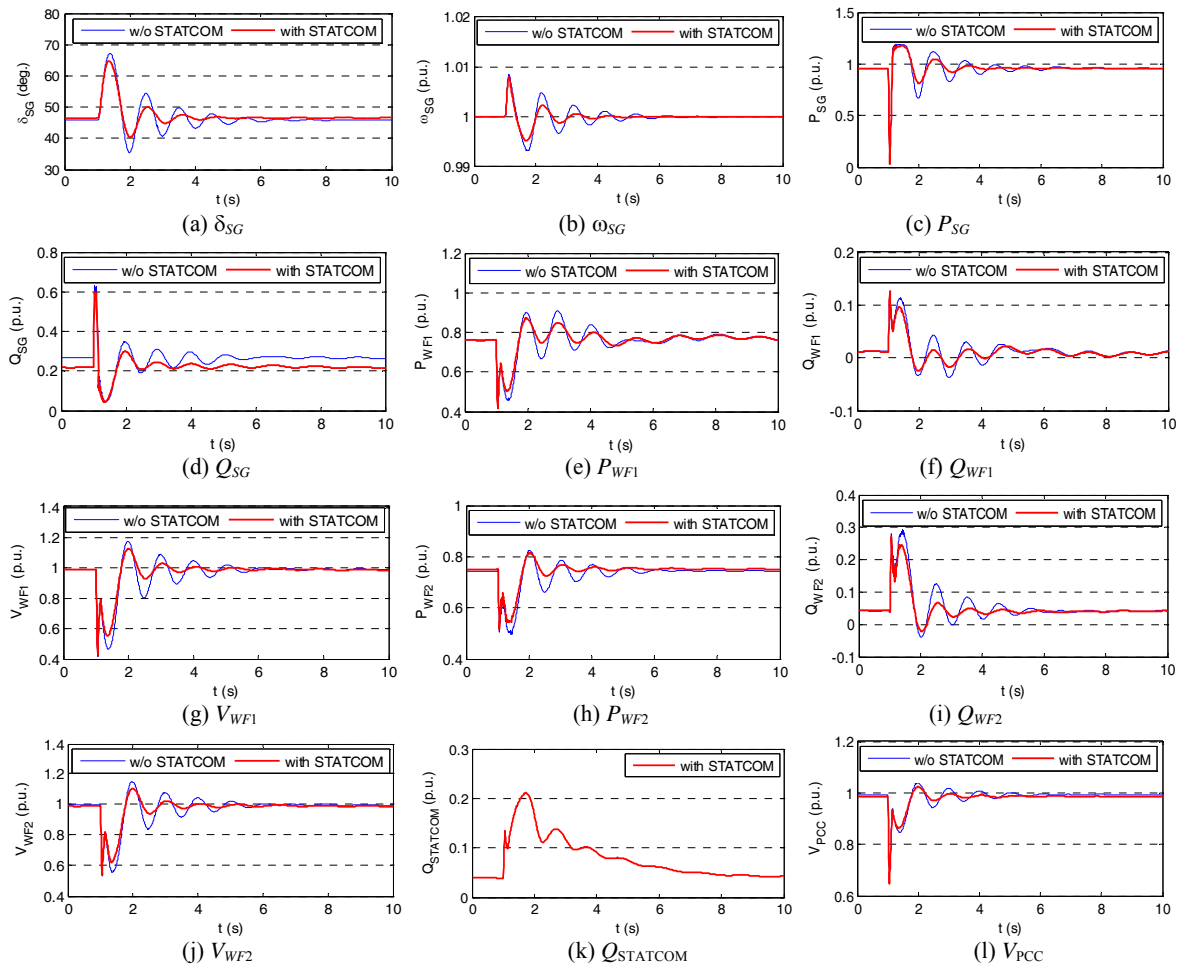 70
60
50
40
30
δSG (deg.)
w/o STATCOM with STATCOM
0 2 4 6 8 10
t (s)
(a) δSG
1.02
1.01
1
0.99
ωSG (p.u.)
w/o STATCOM with STATCOM
0 2 4 6 8 10
t (s)
(b) ωSG
1.5
1
0.5
0
PSG (p.u.)
w/o STATCOM with STATCOM
0 2 4 6 8 10
t (s)
(c) PSG
0.8
0.6
0.4
0.2
0
QSG (p.u.)
w/o STATCOM with STATCOM
0 2 4 6 8 10
t (s)
(d) QSG
1.2
1
0.8
0.6
0.4
PWF1 (p.u.)
w/o STATCOM with STATCOM
0 2 4 6 8 10
t (s)
(e) PWF1
0.2
0.1
0
-0.1
QWF1 (p.u.)
w/o STATCOM with STATCOM
0 2 4 6 8 10
t (s)
(f) QWF1
1.4
1.2
1
0.8
0.6
0.4
VWF1 (p.u.)
w/o STATCOM with STATCOM
0 2 4 6 8 10
t (s)
(g) VWF1
1
0.8
0.6
0.4
PWF2 (p.u.)
w/o STATCOM with STATCOM
0 2 4 6 8 10
t (s)
(h) PWF2
0.4
0.3
0.2
0.1
0
-0.1
QWF2 (p.u.)
w/o STATCOM with STATCOM
0 2 4 6 8 10
t (s)
(i) QWF2
1.4
1.2
1
0.8
0.6
0.4
VWF2 (p.u.)
w/o STATCOM with STATCOM
0 2 4 6 8 10
t (s)
(j) VWF2
0.3
0.2
0.1
0
QSTATCOM (p.u.)
with STATCOM
0 2 4 6 8 10
t (s)
(k) QSTATCOM
1.2
1
0.8
0.6
VPCC (p.u.)
w/o STATCOM with STATCOM
0 2 4 6 8 10
t (s)
(l) VPCC